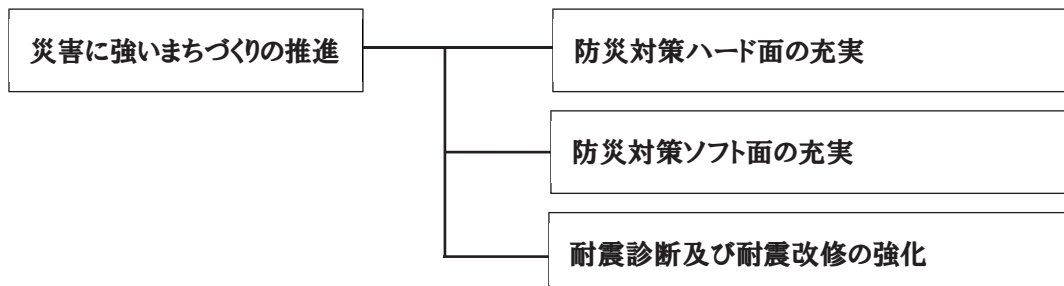 災害に強いまちづくりの推進
防災対策ハード面の充実
防災対策ソフト面の充実
耐震診断及び耐震改修の強化